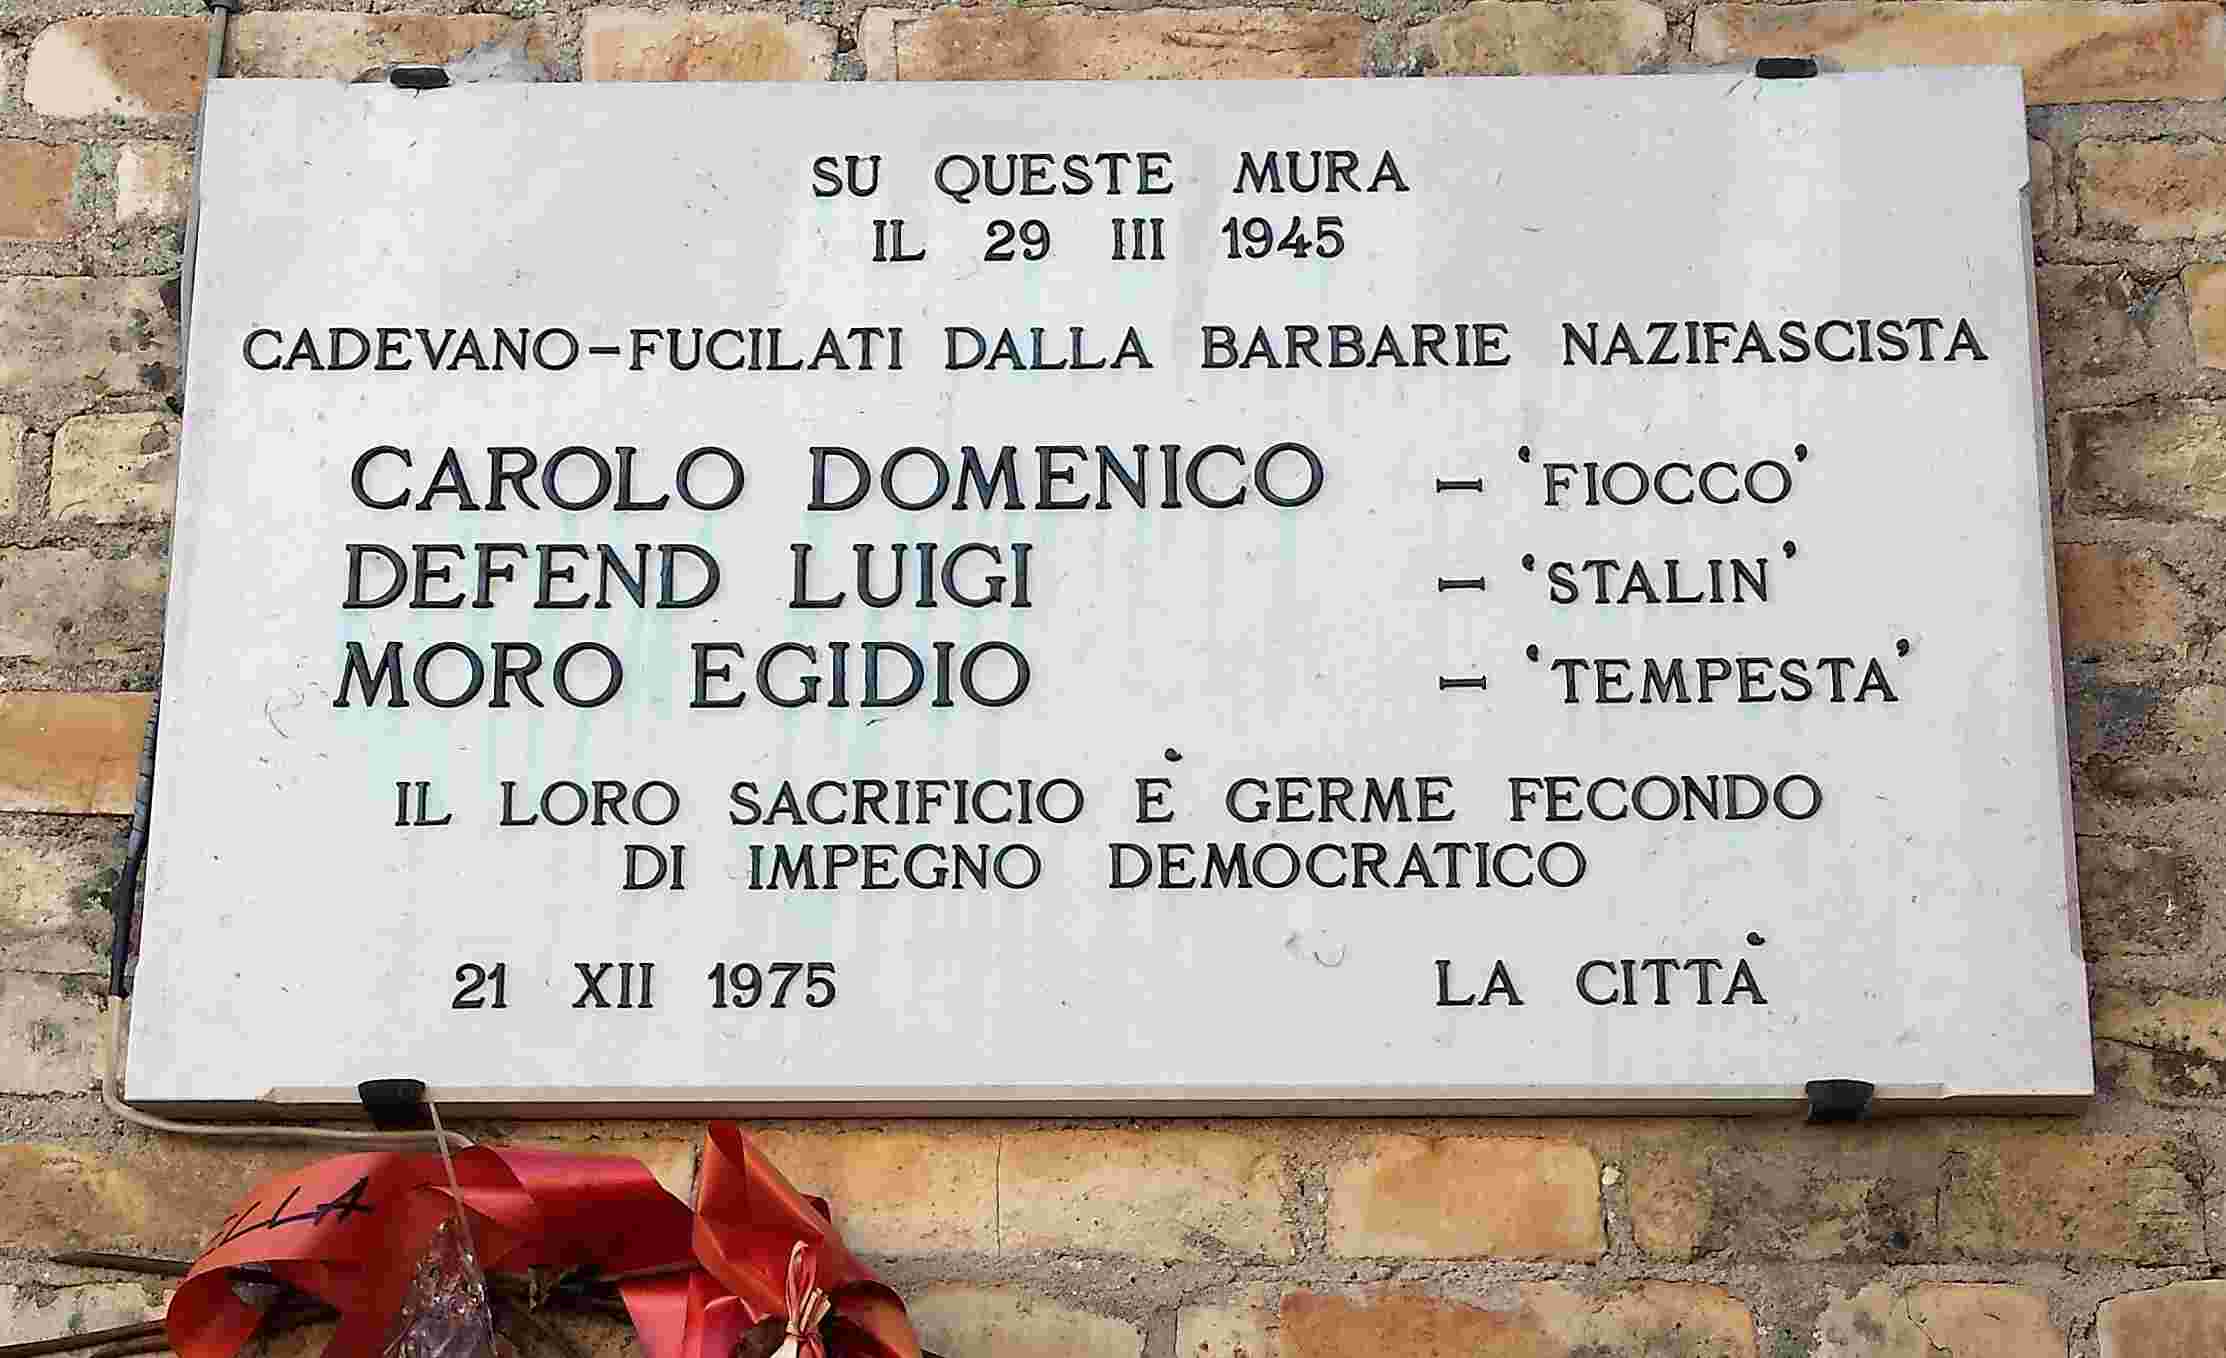 SU QUESTE MURA
IL 29 III 1945
CADEVANO-FUCILATI DALLA BARBARIE NAZIFASCISTA
CAROLO DOMENICO - 'FIOCCO'
DEFEND LUIGI - 'STALIN'
MORO EGIDIO - 'TEMPESTA'
IL LORO SACRIFICIO È GERME FECONDO
DI IMPEGNO DEMOCRATICO
21 XII 1975 LA CITTÀ